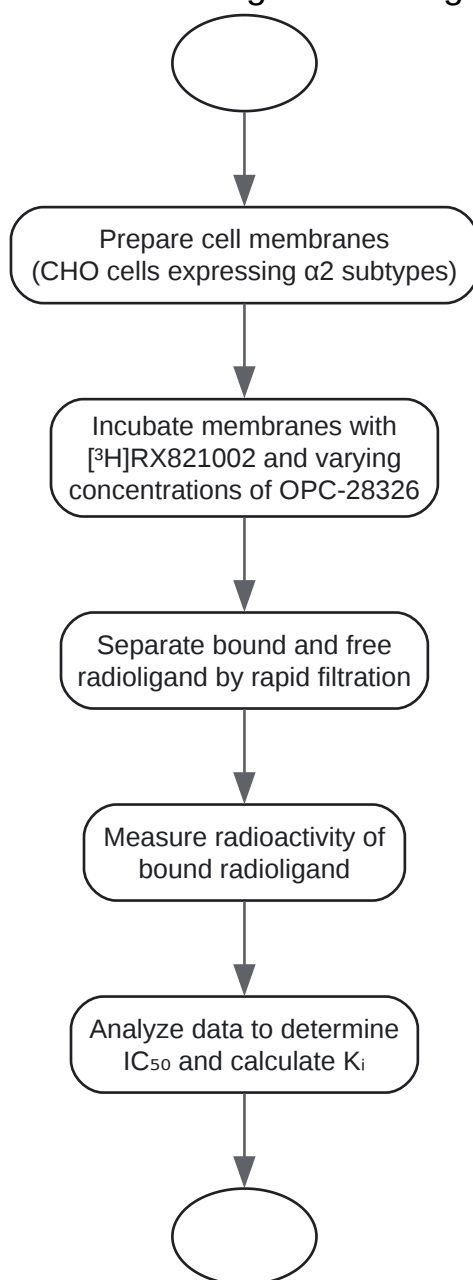 Prepare cell membranes
(CHO cells expressing α2 subtypes)
Incubate membranes with
[³H]RX821002 and varying
concentrations of OPC-28326
Separate bound and free
radioligand by rapid filtration
Measure radioactivity of
bound radioligand
Analyze data to determine
IC₅₀ and calculate Kᵢ